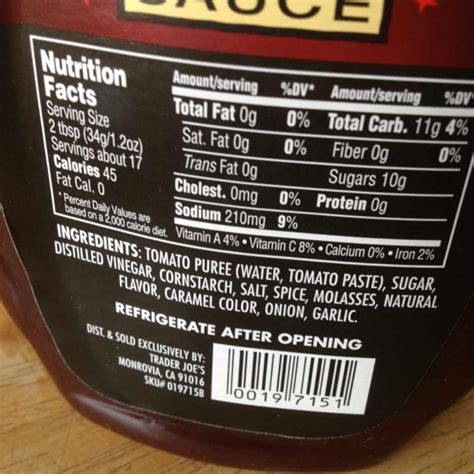 SAUCE
Nutrition
Facts
Serving Size
2 tbsp (34g/1.2oz)
Servings about 17
Calories 45
Fat Cal. 0
*Percent Daily Values are
based on a 2,000 calorie diet.
Amount/serving %DV* Amount/serving %DV*
Total Fat 0g 0% Total Carb. 11g 4%
Sat. Fat 0g 0% Fiber 0g 0%
Trans Fat 0g Sugars 10g
Cholest. 0mg 0% Protein 0g
Sodium 210mg 9%
Vitamin A 4% • Vitamin C 8% • Calcium 0% • Iron 2%
INGREDIENTS: TOMATO PUREE (WATER, TOMATO PASTE), SUGAR,
DISTILLED VINEGAR, CORNSTARCH, SALT, SPICE, MOLASSES, NATURAL
FLAVOR, CARAMEL COLOR, ONION, GARLIC.
REFRIGERATE AFTER OPENING
DIST. & SOLD EXCLUSIVELY BY:
TRADER JOE'S
MONROVIA, CA 91016
SKU# 019715B
0019 7151